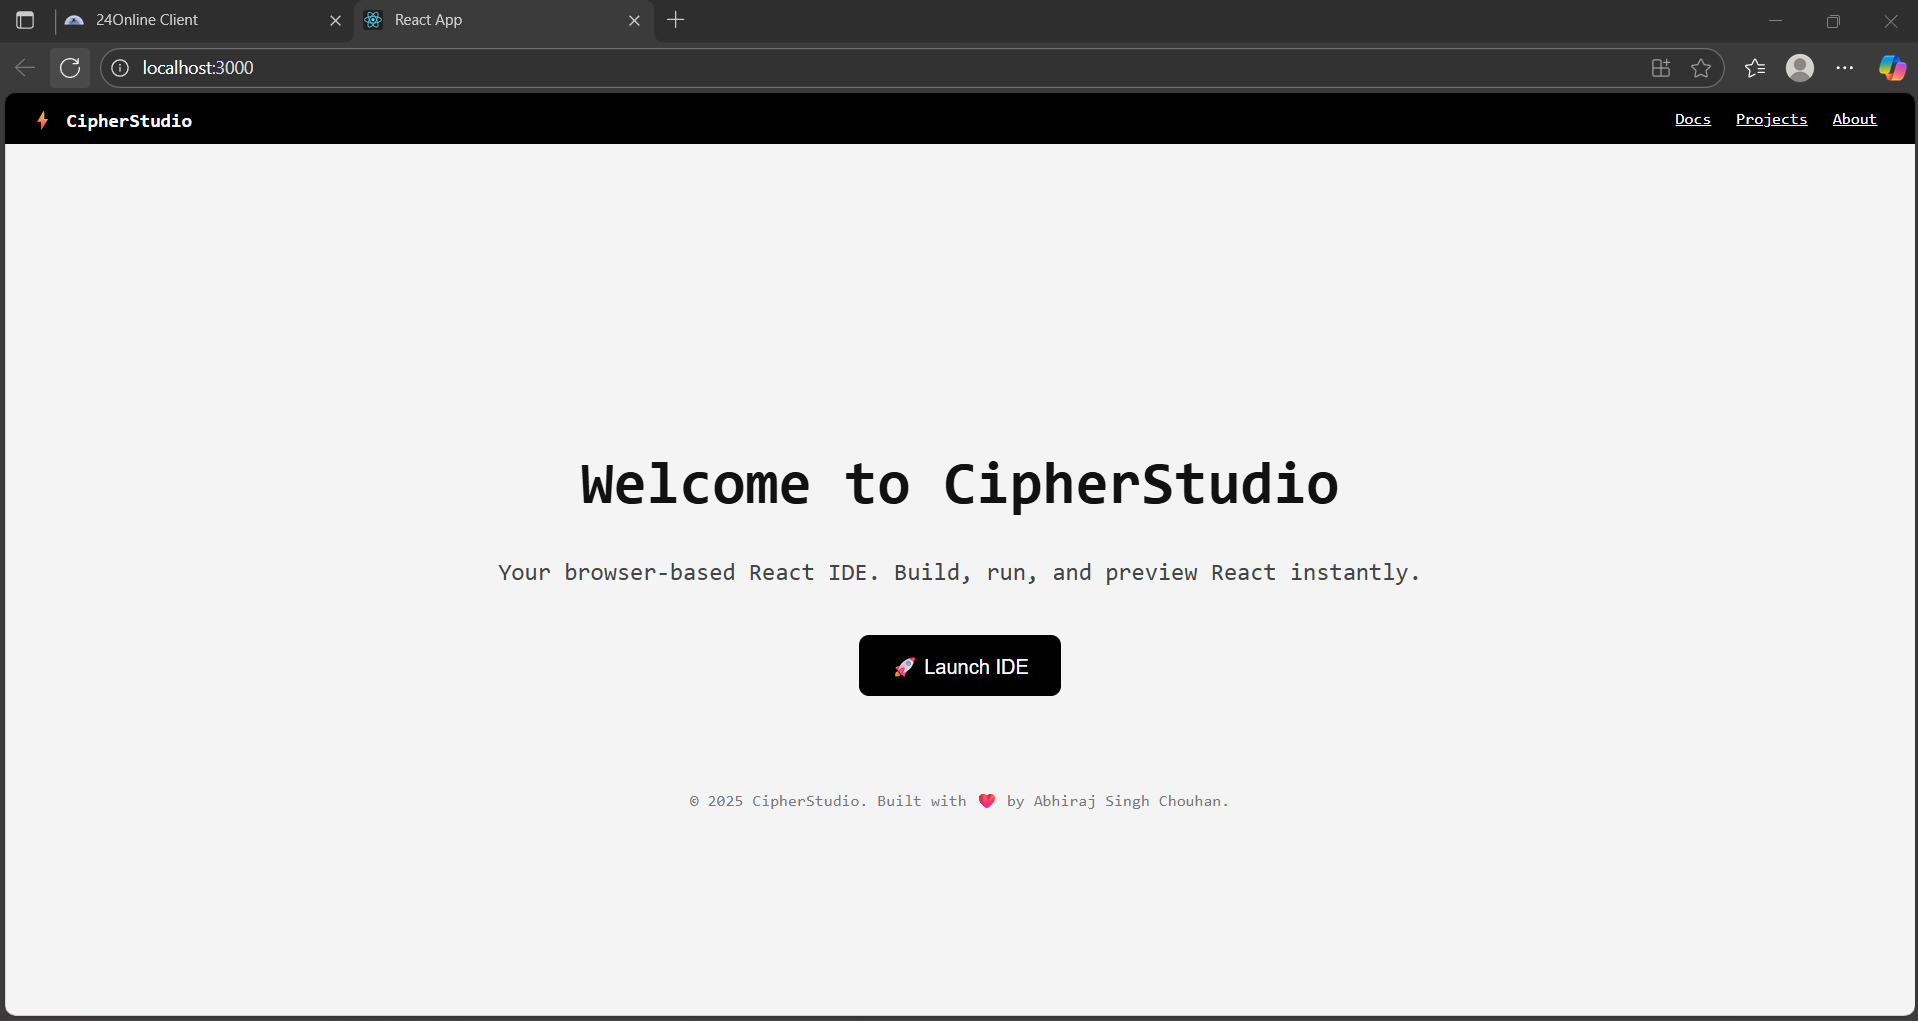 24Online Client
React App
localhost:3000
⚡ CipherStudio
Docs Projects About
Welcome to CipherStudio
Your browser-based React IDE. Build, run, and preview React instantly.
🚀 Launch IDE
© 2025 CipherStudio. Built with ❤️ by Abhiraj Singh Chouhan.